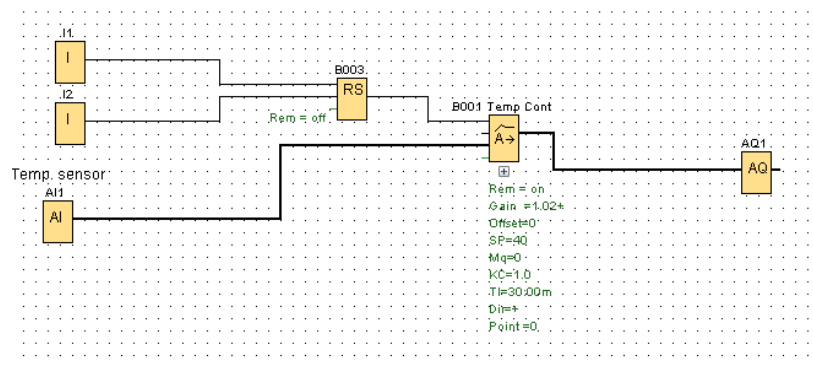 I1
I
B003
RS
I2
I
Rem = off
B001 Temp Cont
A→
AQ1
AQ
Temp. sensor
AI1
AI
Rem = on
Gain =1.02+
Offset=0
SP=40
Mq=0
KC=1.0
TI=30:00m
Dir=+
Point =0